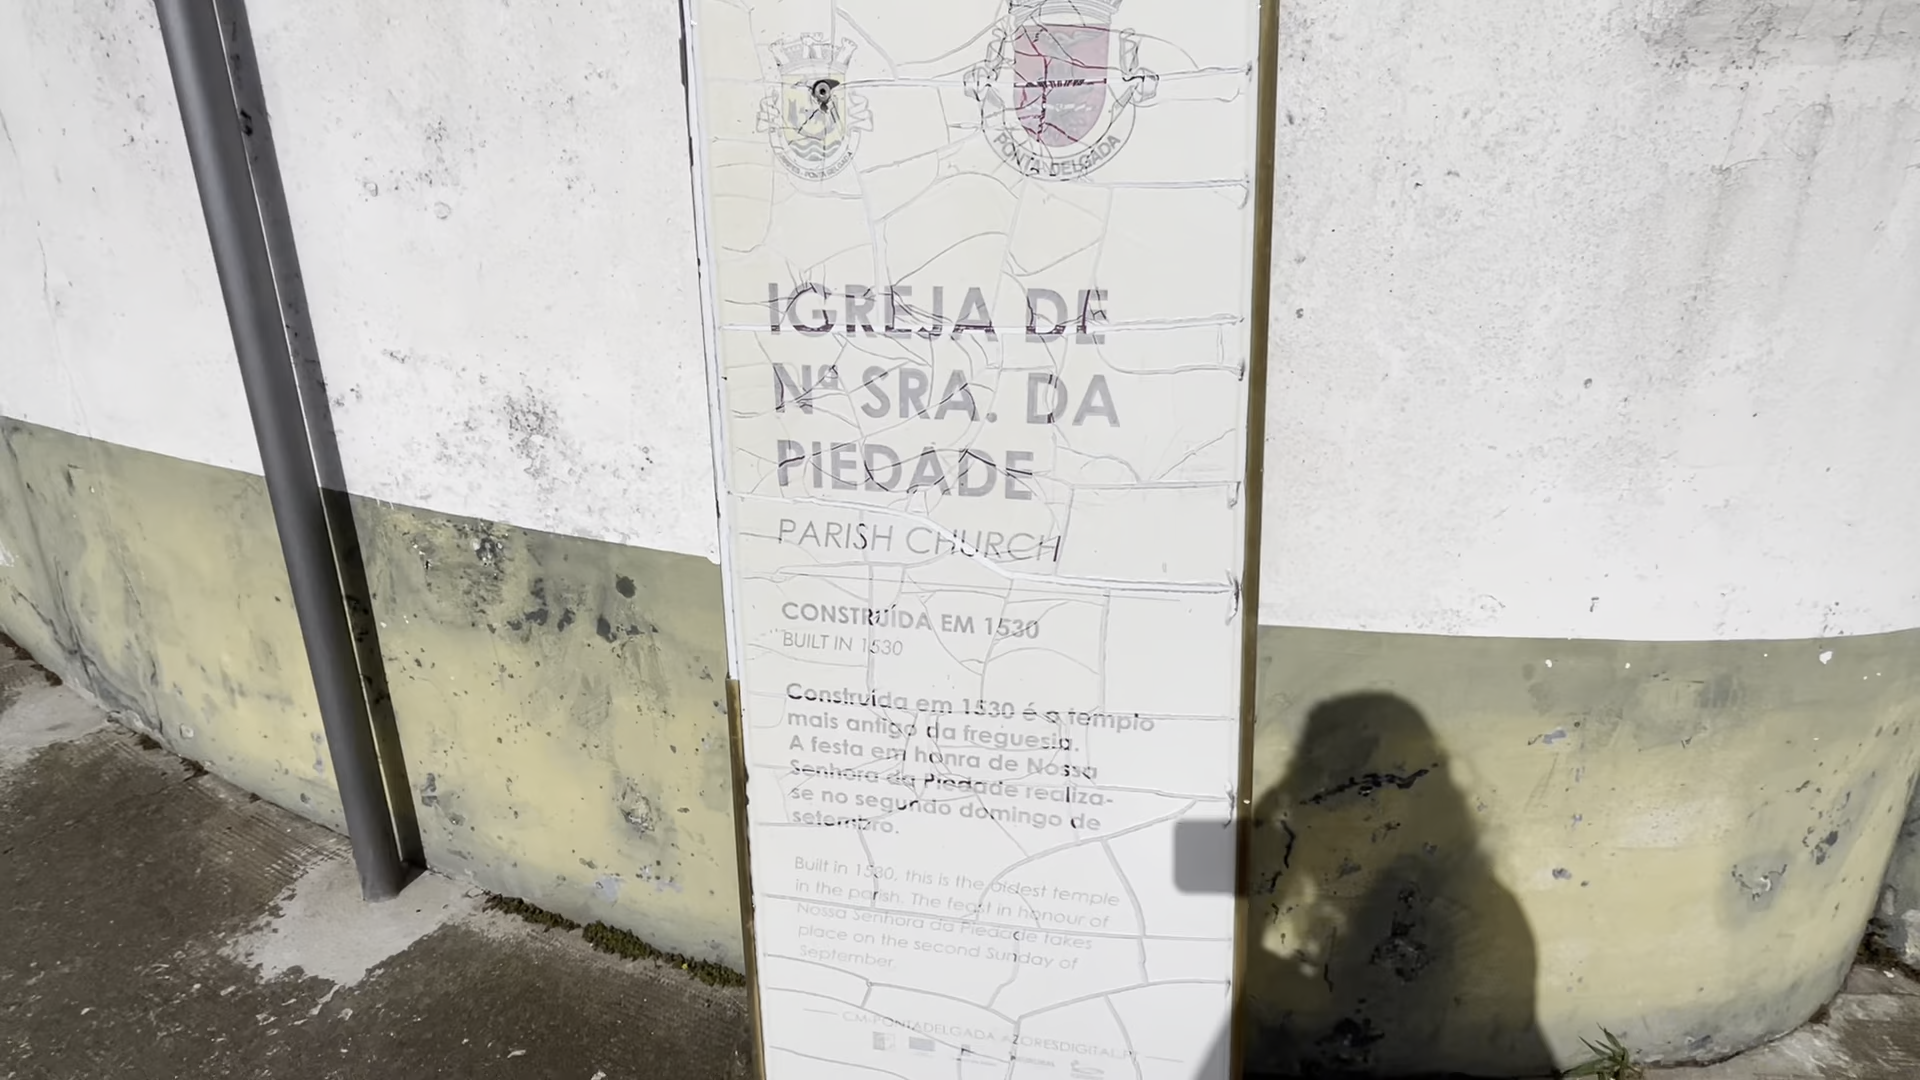 PONTA DELGADA
IGREJA DE
Nª SRA. DA
PIEDADE
PARISH CHURCH
CONSTRUÍDA EM 1530
BUILT IN 1530
Construída em 1530 é o templo
mais antigo da freguesia.
A festa em honra de Nossa
Senhora da Piedade realiza-
se no segundo domingo de
setembro.
Built in 1530, this is the oldest temple
in the parish. The feast in honour of
Nossa Senhora da Piedade takes
place on the second Sunday of
September.
CM-PONTADELGADA.AZORESDIGITAL.PT